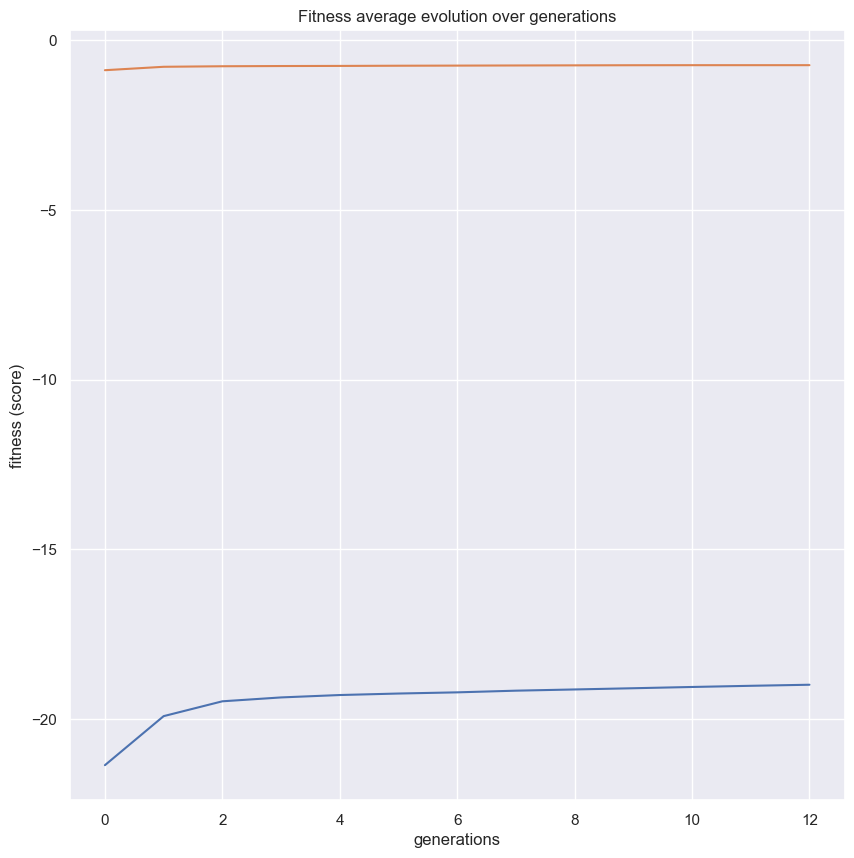 Fitness average evolution over generations
0
−5
−10
−15
−20
fitness (score)
0 2 4 6 8 10 12
generations